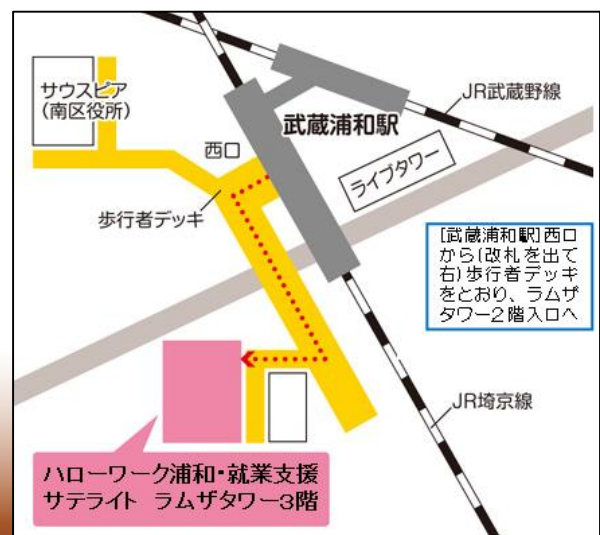 サウスピア
(南区役所)
西口
武蔵浦和駅
JR武蔵野線
ライブタワー
歩行者デッキ
[武蔵浦和駅]西口
から(改札を出て
右)歩行者デッキ
をとおり、ラムザ
タワー2階入口へ
JR埼京線
ハローワーク浦和・就業支援
サテライト ラムザタワー3階